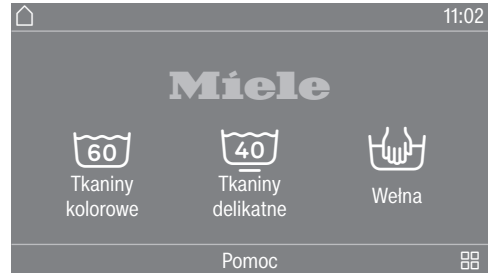 11:02
Miele
60
40
Tkaniny
kolorowe
Tkaniny
delikatne
Wełna
Pomoc